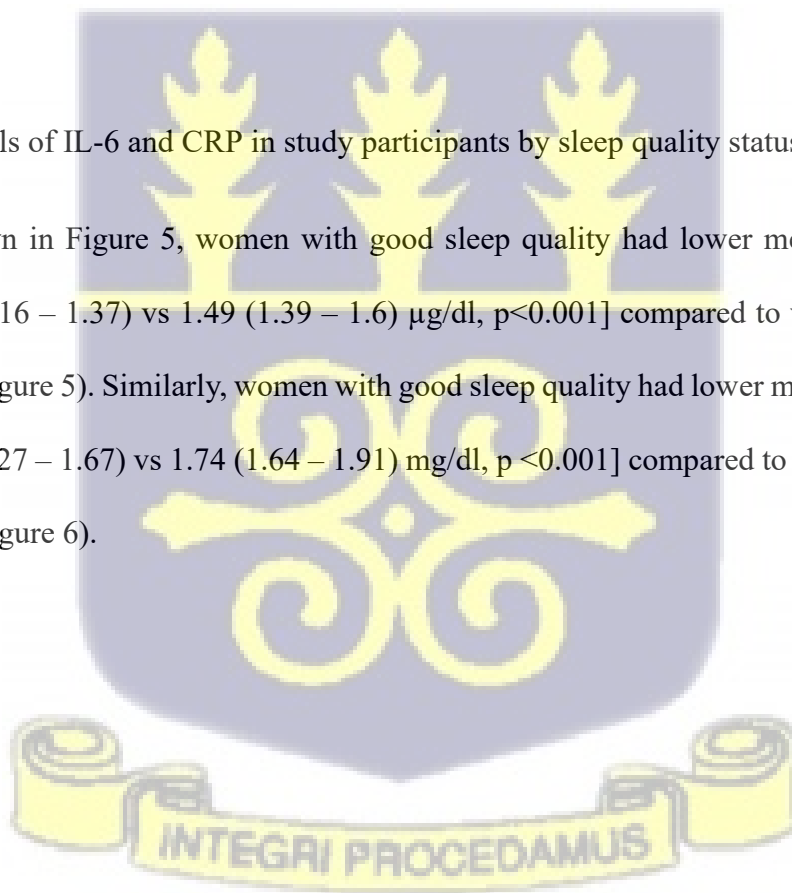 ls of IL-6 and CRP in study participants by sleep quality status
n in Figure 5, women with good sleep quality had lower me
16 – 1.37) vs 1.49 (1.39 – 1.6) µg/dl, p<0.001] compared to
gure 5). Similarly, women with good sleep quality had lower m
27 – 1.67) vs 1.74 (1.64 – 1.91) mg/dl, p <0.001] compared to
gure 6).
INTEGRI PROCEDAMUS